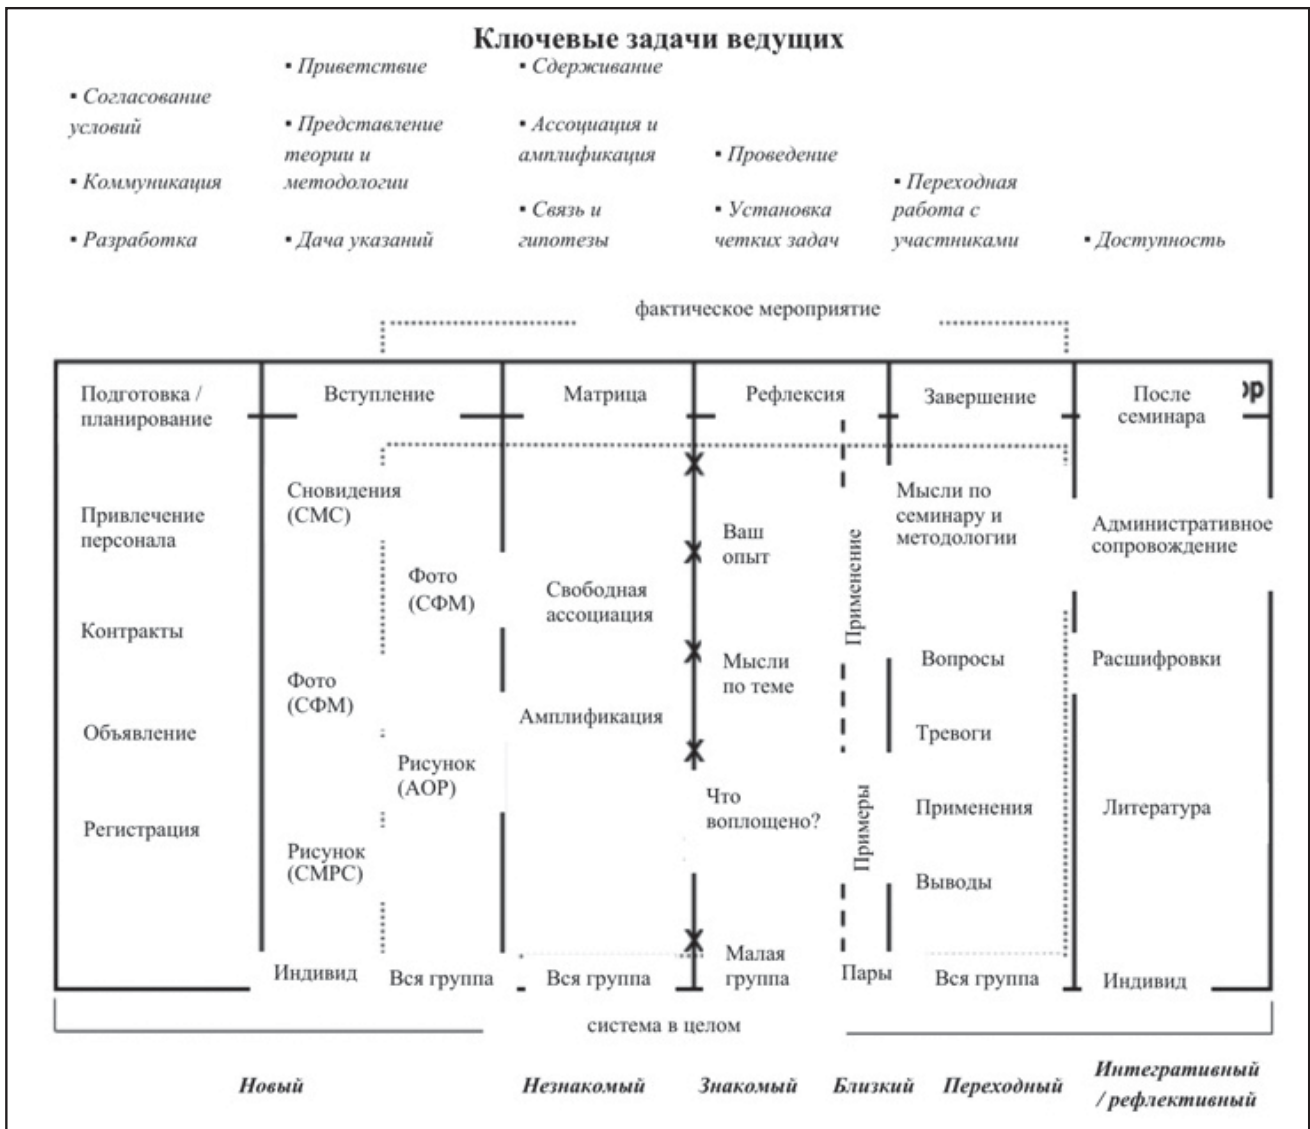 Ключевые задачи ведущих
▪ Согласование
условий
▪ Коммуникация
▪ Разработка
▪ Приветствие
▪ Представление
теории и
методологии
▪ Дача указаний
▪ Сдерживание
▪ Ассоциация и
амплификация
▪ Связь и
гипотезы
▪ Проведение
▪ Установка
четких задач
▪ Переходная
работа с
участниками
▪ Доступность
фактическое мероприятие
Подготовка /
планирование
Привлечение
персонала
Контракты
Объявление
Регистрация
Вступление
Сновидения
(СМС)
Фото
(СФМ)
Фото
(СФМ)
Рисунок
(АОР)
Рисунок
(СМРС)
Индивид
Вся группа
Матрица
Свободная
ассоциация
Амплификация
Вся группа
Рефлексия
Ваш
опыт
Мысли
по теме
Что
воплощено?
Малая
группа
Применение
Примеры
Пары
Завершение
Мысли по
семинару и
методологии
Вопросы
Тревоги
Применения
Выводы
Вся группа
После
семинара
Административное
сопровождение
Расшифровки
Литература
Индивид
система в целом
Новый
Незнакомый
Знакомый
Близкий
Переходный
Интегративный
/ рефлективный